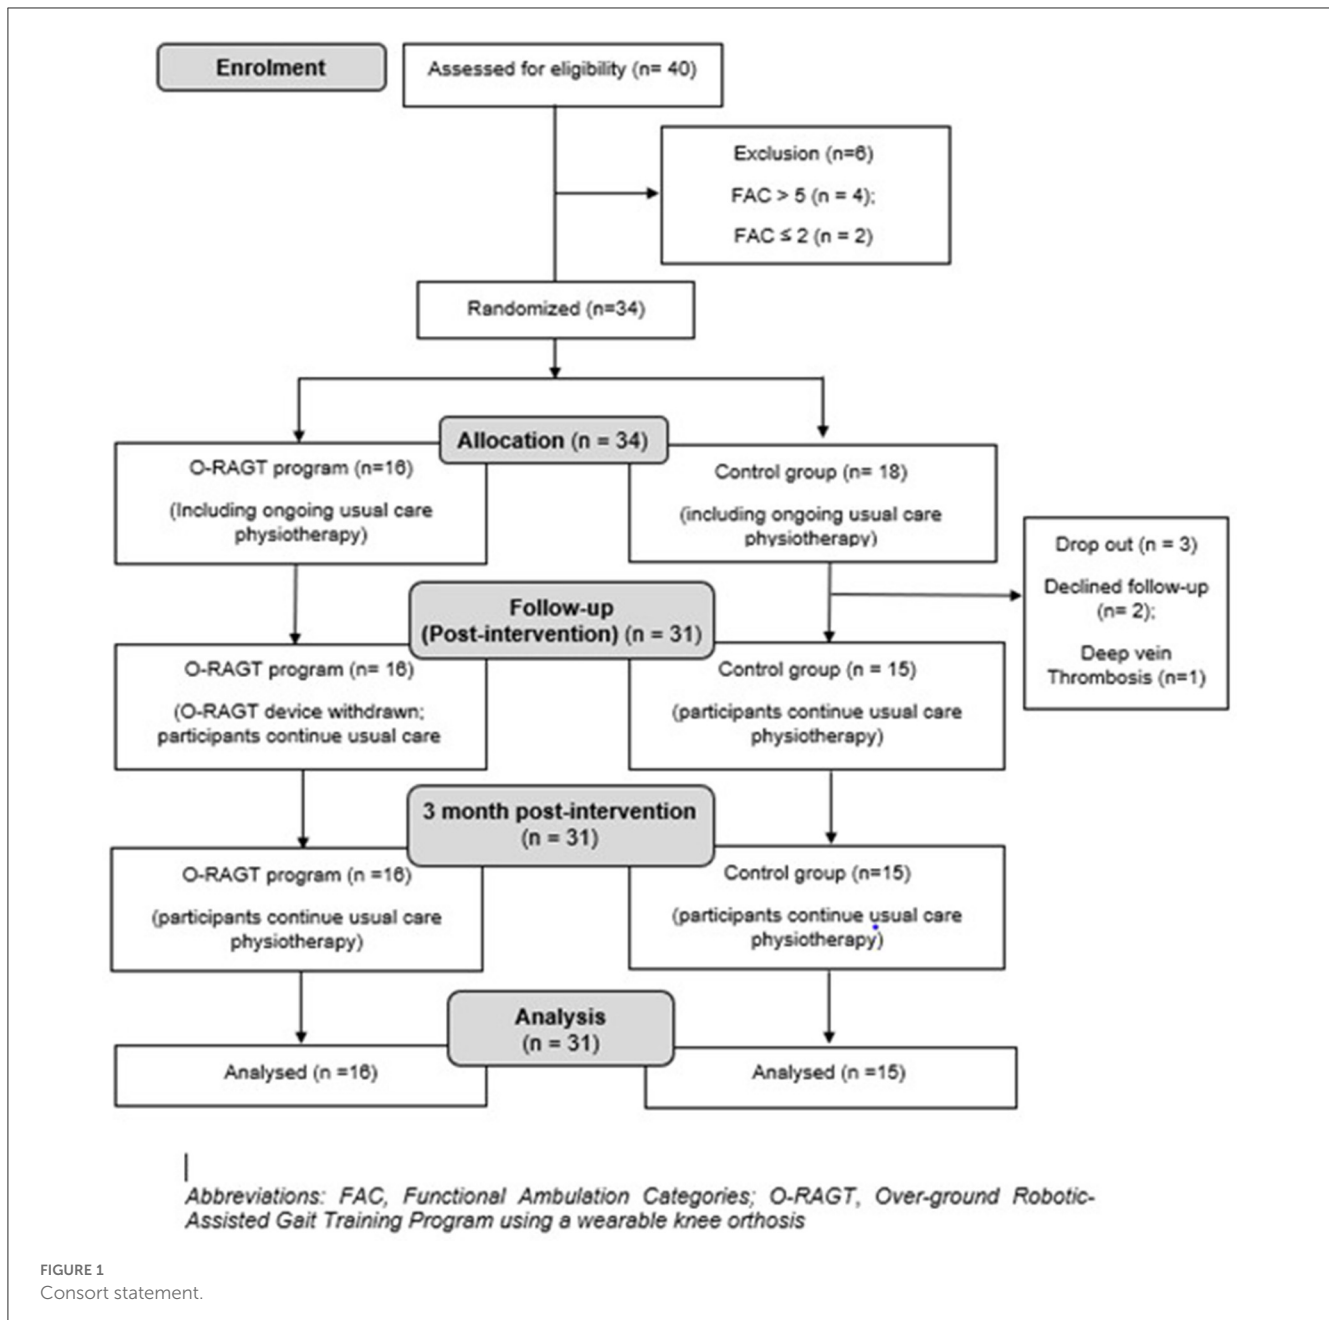 Enrolment
Assessed for eligibility (n= 40)
Exclusion (n=6)
FAC > 5 (n = 4);
FAC ≤ 2 (n = 2)
Randomized (n=34)
Allocation (n = 34)
O-RAGT program (n=16)
(Including ongoing usual care
physiotherapy)
Control group (n= 18)
(including ongoing usual care
physiotherapy)
Drop out (n = 3)
Declined follow-up
(n= 2);
Deep vein
Thrombosis (n=1)
Follow-up
(Post-intervention) (n = 31)
O-RAGT program (n= 16)
(O-RAGT device withdrawn;
participants continue usual care
Control group (n = 15)
(participants continue usual care
physiotherapy)
3 month post-intervention
(n = 31)
O-RAGT program (n =16)
(participants continue usual care
physiotherapy)
Control group (n=15)
(participants continue usual care
physiotherapy)
Analysis
(n = 31)
Analysed (n =16)
Analysed (n =15)
Abbreviations: FAC, Functional Ambulation Categories; O-RAGT, Over-ground Robotic-
Assisted Gait Training Program using a wearable knee orthosis
FIGURE 1
Consort statement.